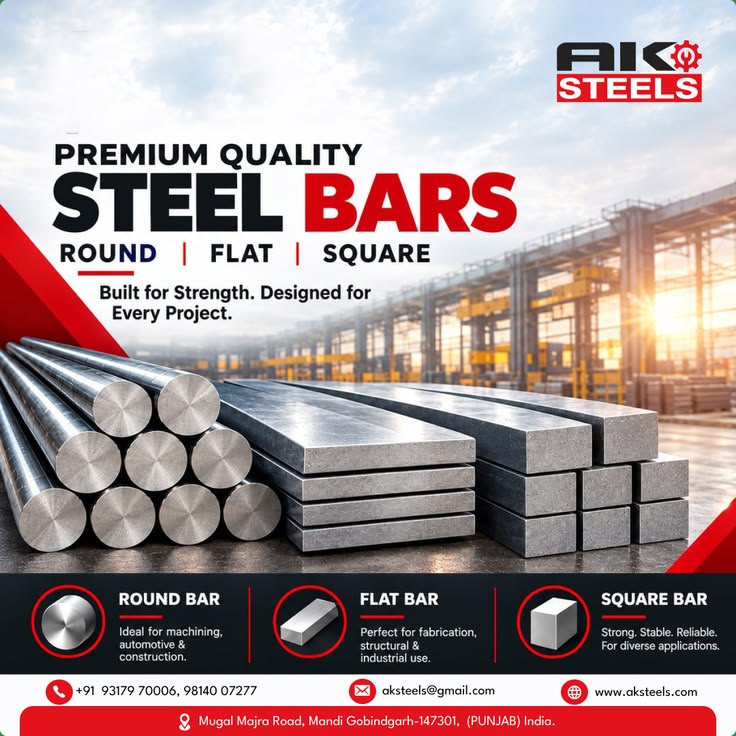 AK
STEELS
PREMIUM QUALITY
STEEL BARS
ROUND | FLAT | SQUARE
Built for Strength. Designed for
Every Project.
ROUND BAR
Ideal for machining,
automotive &
construction.
FLAT BAR
Perfect for fabrication,
structural &
industrial use.
SQUARE BAR
Strong. Stable. Reliable.
For diverse applications.
+91 93179 70006, 98140 07277
aksteels@gmail.com
www.aksteels.com
Mugal Majra Road, Mandi Gobindgarh-147301, (PUNJAB) India.